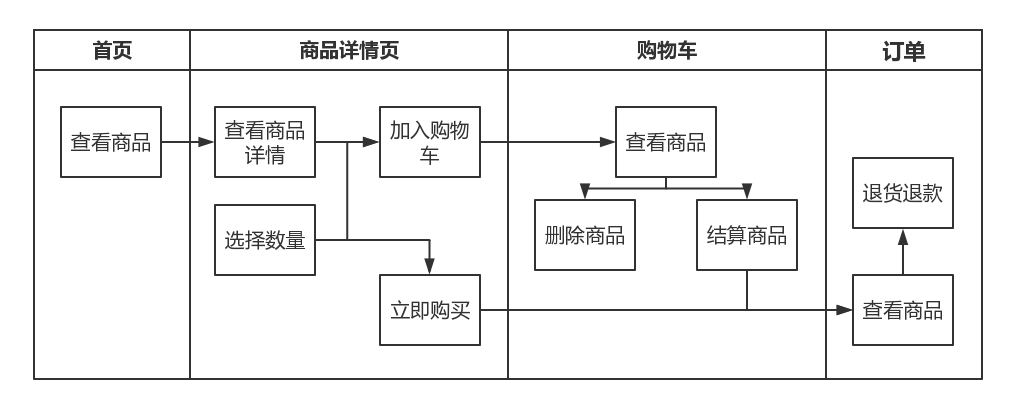 首页
商品详情页
购物车
订单
查看商品
查看商品
详情
加入购物
车
选择数量
立即购买
查看商品
删除商品
结算商品
退货退款
查看商品